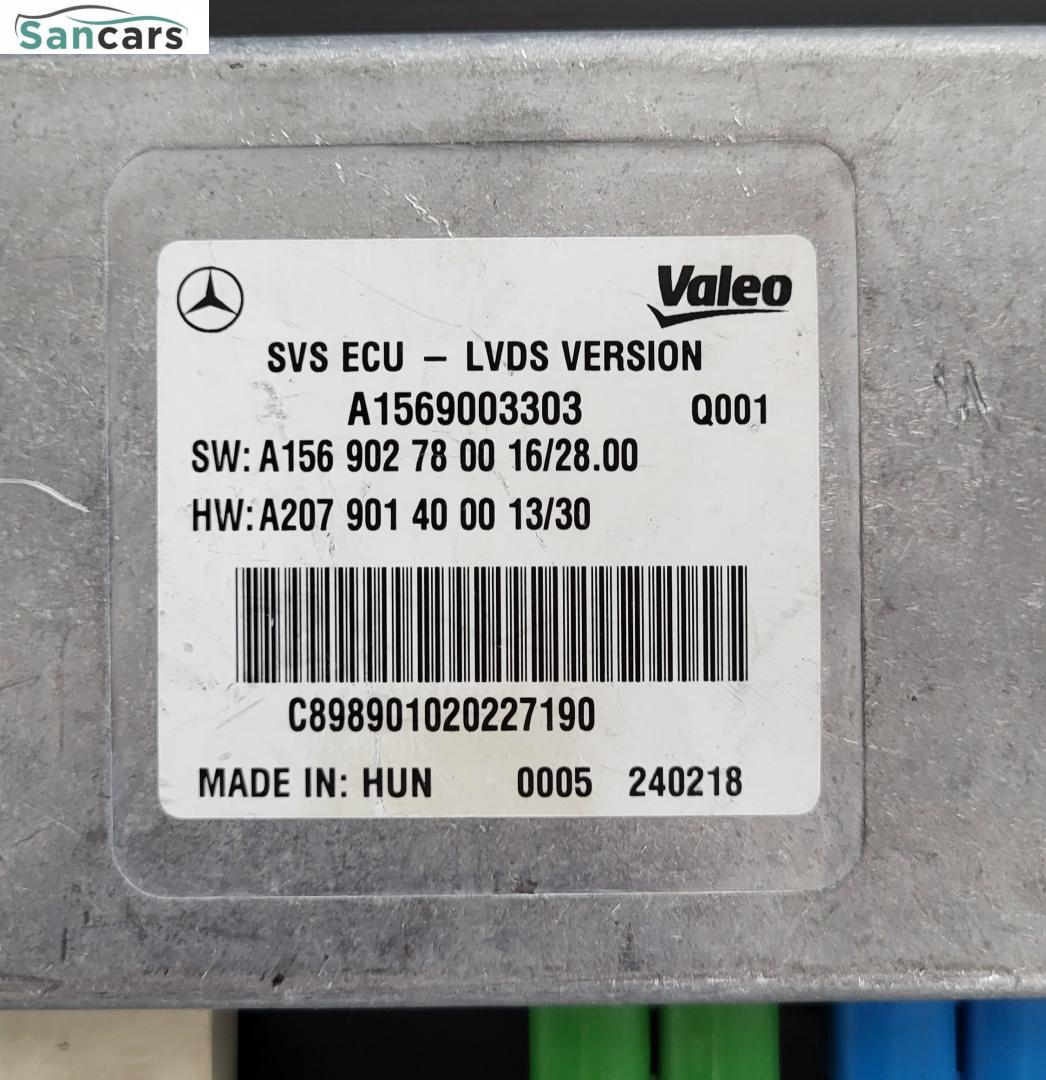 Sancars
Valeo
SVS ECU – LVDS VERSION
A1569003303 Q001
SW: A156 902 78 00 16/28.00
HW: A207 901 40 00 13/30
C898901020227190
MADE IN: HUN 0005 240218